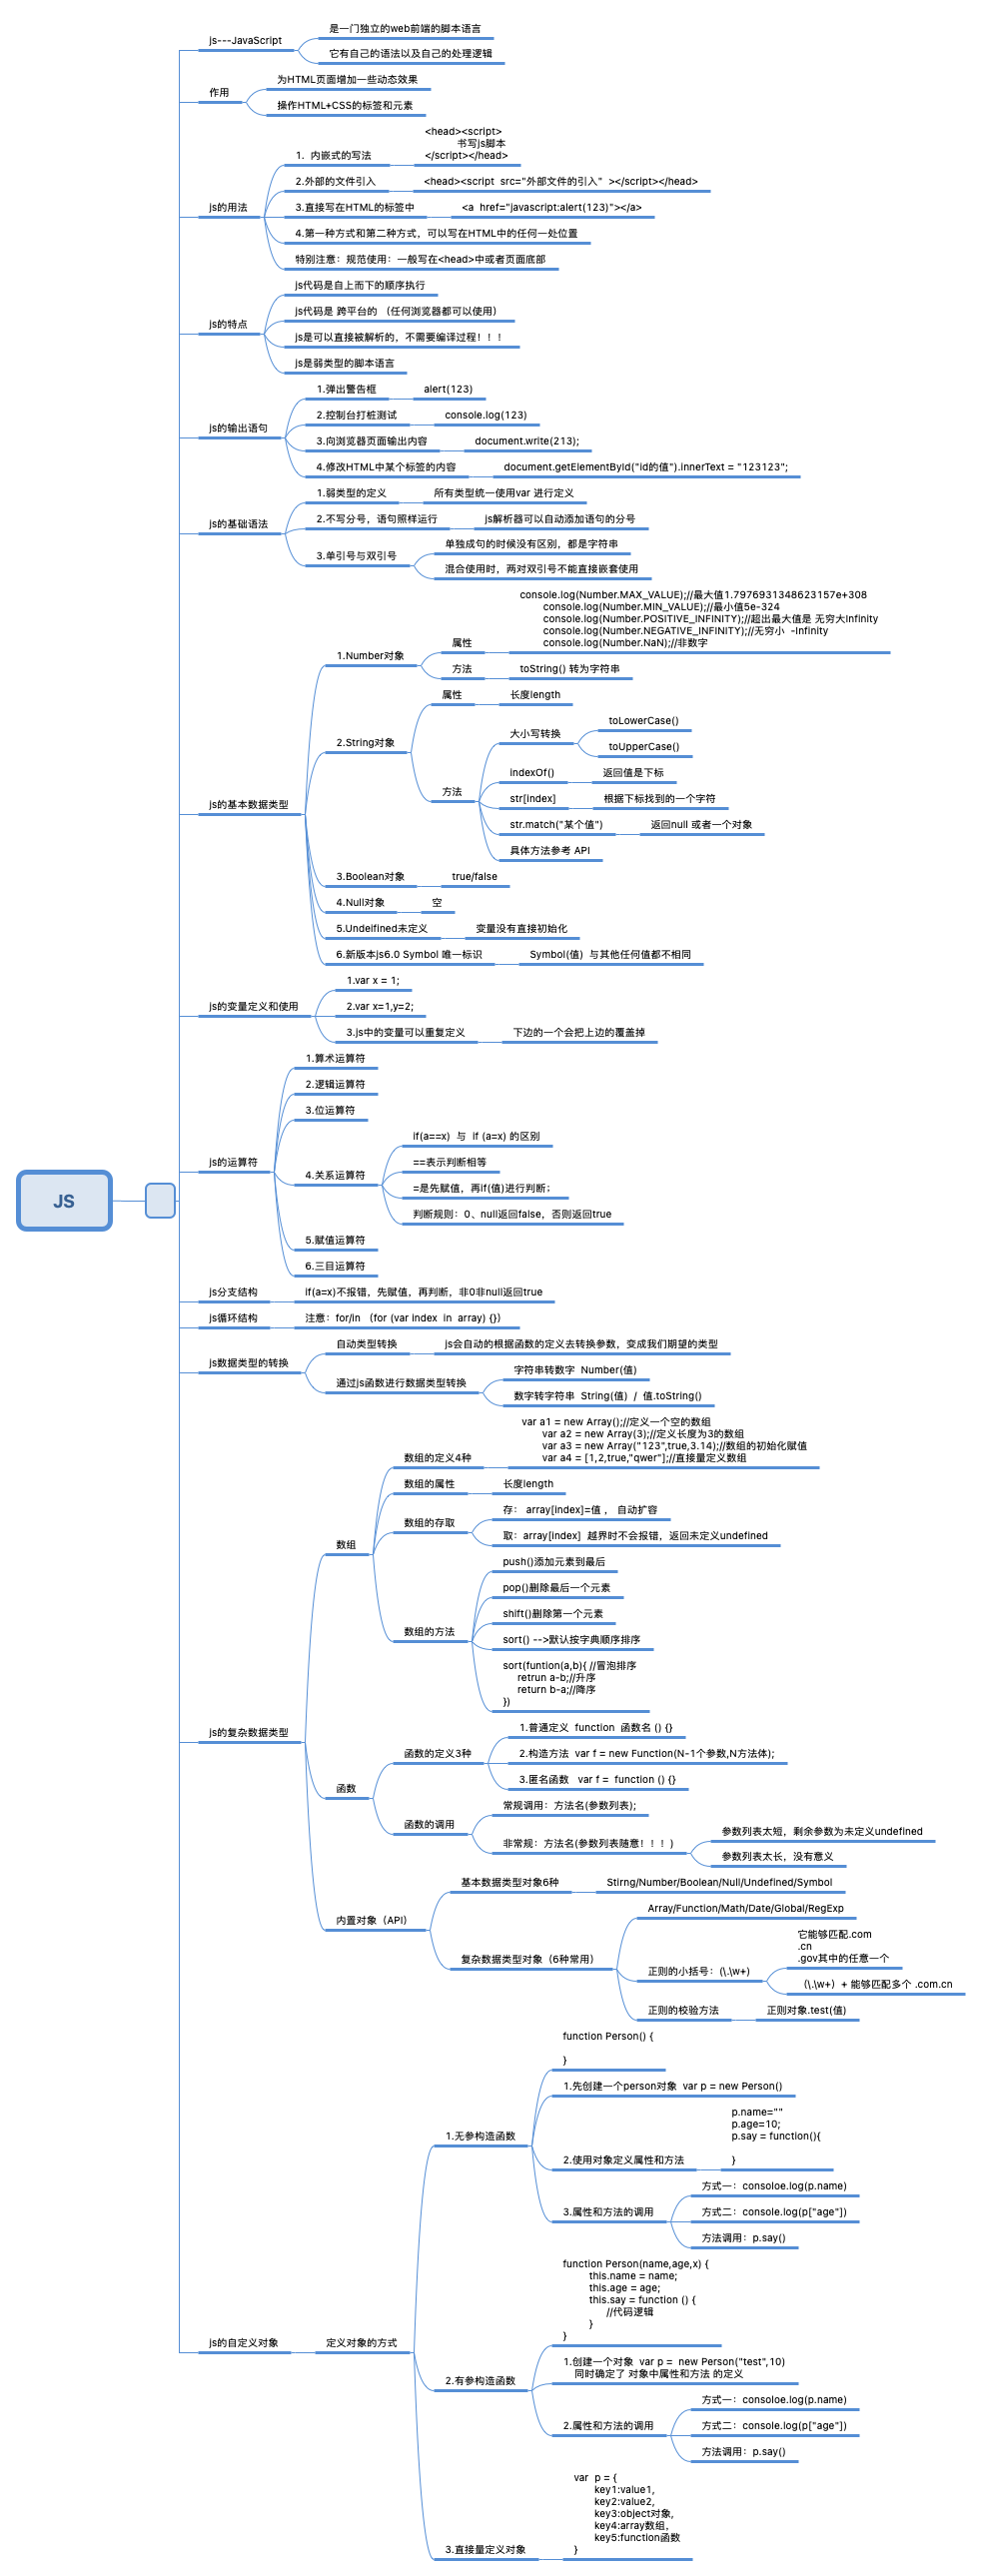 JS
js---JavaScript
是一门独立的web前端的脚本语言
它有自己的语法以及自己的处理逻辑
作用
为HTML页面增加一些动态效果
操作HTML+CSS的标签和元素
js的用法
1. 内嵌式的写法
<head><script>
书写js脚本
</script></head>
2.外部的文件引入
<head><script src="外部文件的引入" ></script></head>
3.直接写在HTML的标签中
<a href="javascript:alert(123)"></a>
4.第一种方式和第二种方式，可以写在HTML中的任何一处位置
特别注意：规范使用：一般写在<head>中或者页面底部
js的特点
js代码是自上而下的顺序执行
js代码是 跨平台的 （任何浏览器都可以使用）
js是可以直接被解析的，不需要编译过程！！！
js是弱类型的脚本语言
js的输出语句
1.弹出警告框
alert(123)
2.控制台打桩测试
console.log(123)
3.向浏览器页面输出内容
document.write(213);
4.修改HTML中某个标签的内容
document.getElementById("id的值").innerText = "123123";
js的基础语法
1.弱类型的定义
所有类型统一使用var 进行定义
2.不写分号，语句照样运行
js解析器可以自动添加语句的分号
3.单引号与双引号
单独成句的时候没有区别，都是字符串
混合使用时，两对双引号不能直接嵌套使用
js的基本数据类型
1.Number对象
属性
console.log(Number.MAX_VALUE);//最大值1.7976931348623157e+308
console.log(Number.MIN_VALUE);//最小值5e-324
console.log(Number.POSITIVE_INFINITY);//超出最大值是 无穷大Infinity
console.log(Number.NEGATIVE_INFINITY);//无穷小 -Infinity
console.log(Number.NaN);//非数字
方法
toString() 转为字符串
2.String对象
属性
长度length
方法
大小写转换
toLowerCase()
toUpperCase()
indexOf()
返回值是下标
str[index]
根据下标找到的一个字符
str.match("某个值")
返回null 或者一个对象
具体方法参考 API
3.Boolean对象
true/false
4.Null对象
空
5.Undeifined未定义
变量没有直接初始化
6.新版本js6.0 Symbol 唯一标识
Symbol(值) 与其他任何值都不相同
js的变量定义和使用
1.var x = 1;
2.var x=1,y=2;
3.js中的变量可以重复定义
下边的一个会把上边的覆盖掉
js的运算符
1.算术运算符
2.逻辑运算符
3.位运算符
4.关系运算符
if(a==x) 与 if (a=x) 的区别
==表示判断相等
=是先赋值，再if(值)进行判断；
判断规则：0、null返回false，否则返回true
5.赋值运算符
6.三目运算符
js分支结构
if(a=x)不报错，先赋值，再判断，非0非null返回true
js循环结构
注意：for/in （for (var index in array) {}）
js数据类型的转换
自动类型转换
js会自动的根据函数的定义去转换参数，变成我们期望的类型
通过js函数进行数据类型转换
字符串转数字 Number(值)
数字转字符串 String(值) / 值.toString()
js的复杂数据类型
数组
数组的定义4种
var a1 = new Array();//定义一个空的数组
var a2 = new Array(3);//定义长度为3的数组
var a3 = new Array("123",true,3.14);//数组的初始化赋值
var a4 = [1,2,true,"qwer"];//直接量定义数组
数组的属性
长度length
数组的存取
存： array[index]=值 ， 自动扩容
取：array[index] 越界时不会报错，返回未定义undefined
数组的方法
push()添加元素到最后
pop()删除最后一个元素
shift()删除第一个元素
sort() -->默认按字典顺序排序
sort(funtion(a,b){ //冒泡排序
retrun a-b;//升序
return b-a;//降序
})
函数
函数的定义3种
1.普通定义 function 函数名 () {}
2.构造方法 var f = new Function(N-1个参数,N方法体);
3.匿名函数 var f = function () {}
函数的调用
常规调用：方法名(参数列表);
非常规：方法名(参数列表随意！！！)
参数列表太短，剩余参数为未定义undefined
参数列表太长，没有意义
内置对象（API）
基本数据类型对象6种
Stirng/Number/Boolean/Null/Undefined/Symbol
复杂数据类型对象（6种常用）
Array/Function/Math/Date/Global/RegExp
正则的小括号：(\.\w+)
它能够匹配.com
.cn
.gov其中的任意一个
（\.\w+）+ 能够匹配多个 .com.cn
正则的校验方法
正则对象.test(值)
js的自定义对象
定义对象的方式
1.无参构造函数
function Person() {
}
1.先创建一个person对象 var p = new Person()
2.使用对象定义属性和方法
p.name=""
p.age=10;
p.say = function(){
}
3.属性和方法的调用
方式一：consoloe.log(p.name)
方式二：console.log(p["age"])
方法调用：p.say()
2.有参构造函数
function Person(name,age,x) {
this.name = name;
this.age = age;
this.say = function () {
//代码逻辑
}
}
1.创建一个对象 var p = new Person("test",10)
同时确定了 对象中属性和方法 的定义
2.属性和方法的调用
方式一：consoloe.log(p.name)
方式二：console.log(p["age"])
方法调用：p.say()
3.直接量定义对象
var p = {
key1:value1,
key2:value2,
key3:object对象,
key4:array数组，
key5:function函数
}